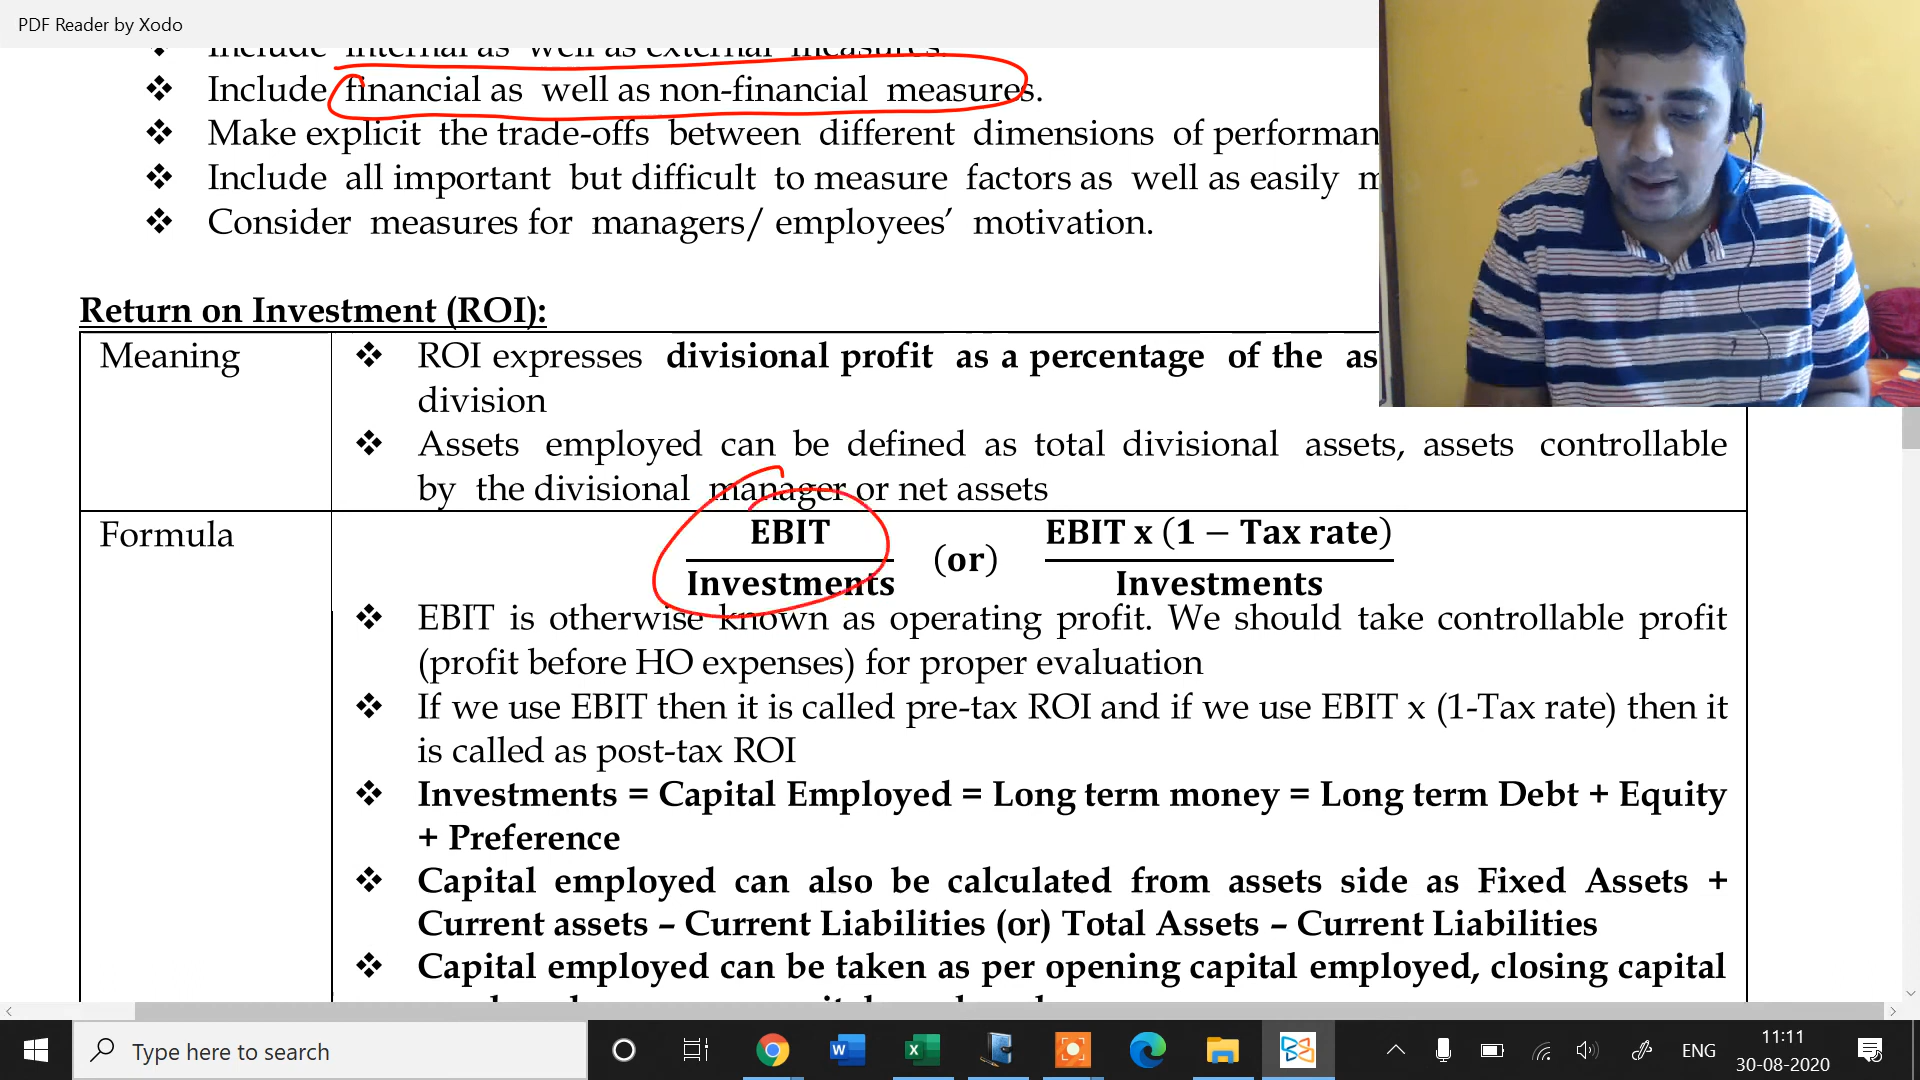 PDF Reader by Xodo
❖ Include internal as well as external measures.
❖ Include financial as well as non-financial measures.
❖ Make explicit the trade-offs between different dimensions of performan
❖ Include all important but difficult to measure factors as well as easily m
❖ Consider measures for managers/ employees’ motivation.
Return on Investment (ROI):
Meaning
❖ ROI expresses divisional profit as a percentage of the as
division
❖ Assets employed can be defined as total divisional assets, assets controllable
by the divisional manager or net assets
Formula
EBIT
Investments
(or)
EBIT x (1 − Tax rate)
Investments
❖ EBIT is otherwise known as operating profit. We should take controllable profit
(profit before HO expenses) for proper evaluation
❖ If we use EBIT then it is called pre-tax ROI and if we use EBIT x (1-Tax rate) then it
is called as post-tax ROI
❖ Investments = Capital Employed = Long term money = Long term Debt + Equity
+ Preference
❖ Capital employed can also be calculated from assets side as Fixed Assets +
Current assets – Current Liabilities (or) Total Assets – Current Liabilities
❖ Capital employed can be taken as per opening capital employed, closing capital
Type here to search
ENG
11:11
30-08-2020